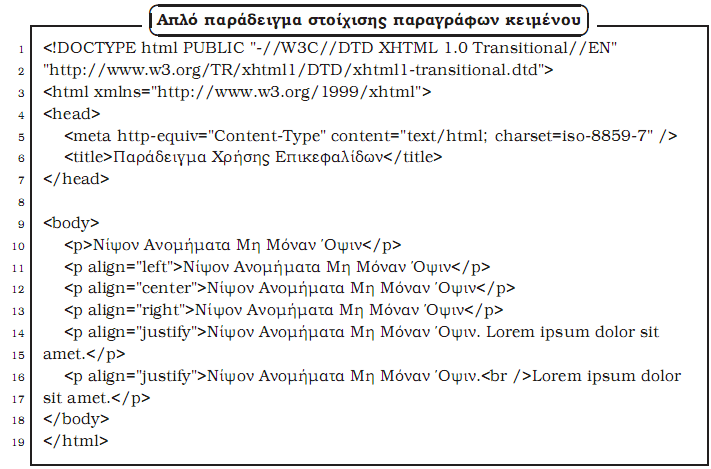 Απλό παράδειγμα στοίχισης παραγράφων κειμένου
1 <!DOCTYPE html PUBLIC "-//W3C//DTD XHTML 1.0 Transitional//EN"
2 "http://www.w3.org/TR/xhtml1/DTD/xhtml1-transitional.dtd">
3 <html xmlns="http://www.w3.org/1999/xhtml">
4 <head>
5 <meta http-equiv="Content-Type" content="text/html; charset=iso-8859-7" />
6 <title>Παράδειγμα Χρήσης Επικεφαλίδων</title>
7 </head>
8
9 <body>
10 <p>Νίψον Ανομήματα Μη Μόναν Όψιν</p>
11 <p align="left">Νίψον Ανομήματα Μη Μόναν Όψιν</p>
12 <p align="center">Νίψον Ανομήματα Μη Μόναν Όψιν</p>
13 <p align="right">Νίψον Ανομήματα Μη Μόναν Όψιν</p>
14 <p align="justify">Νίψον Ανομήματα Μη Μόναν Όψιν. Lorem ipsum dolor sit
15 amet.</p>
16 <p align="justify">Νίψον Ανομήματα Μη Μόναν Όψιν.<br />Lorem ipsum dolor
17 sit amet.</p>
18 </body>
19 </html>